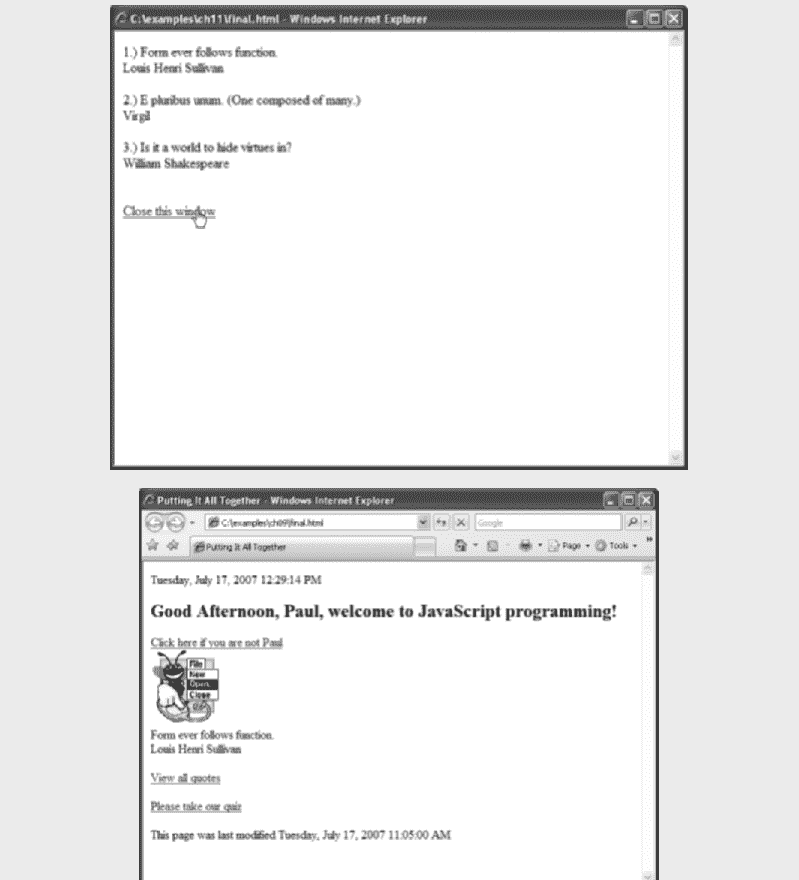 C:\examples\ch11\final.html - Windows Internet Explorer
1.) Form ever follows function.
Louis Henri Sullivan
2.) E pluribus unum. (One composed of many.)
Virgil
3.) Is it a world to hide virtues in?
William Shakespeare
Close this window
Putting It All Together - Windows Internet Explorer
C:\examples\ch09\final.html
Google
Putting It All Together
Page
Tools
Tuesday, July 17, 2007 12:29:14 PM
Good Afternoon, Paul, welcome to JavaScript programming!
Click here if you are not Paul
File
New
Open
Close
Form ever follows function.
Louis Henri Sullivan
View all quotes
Please take our quiz
This page was last modified Tuesday, July 17, 2007 11:05:00 AM